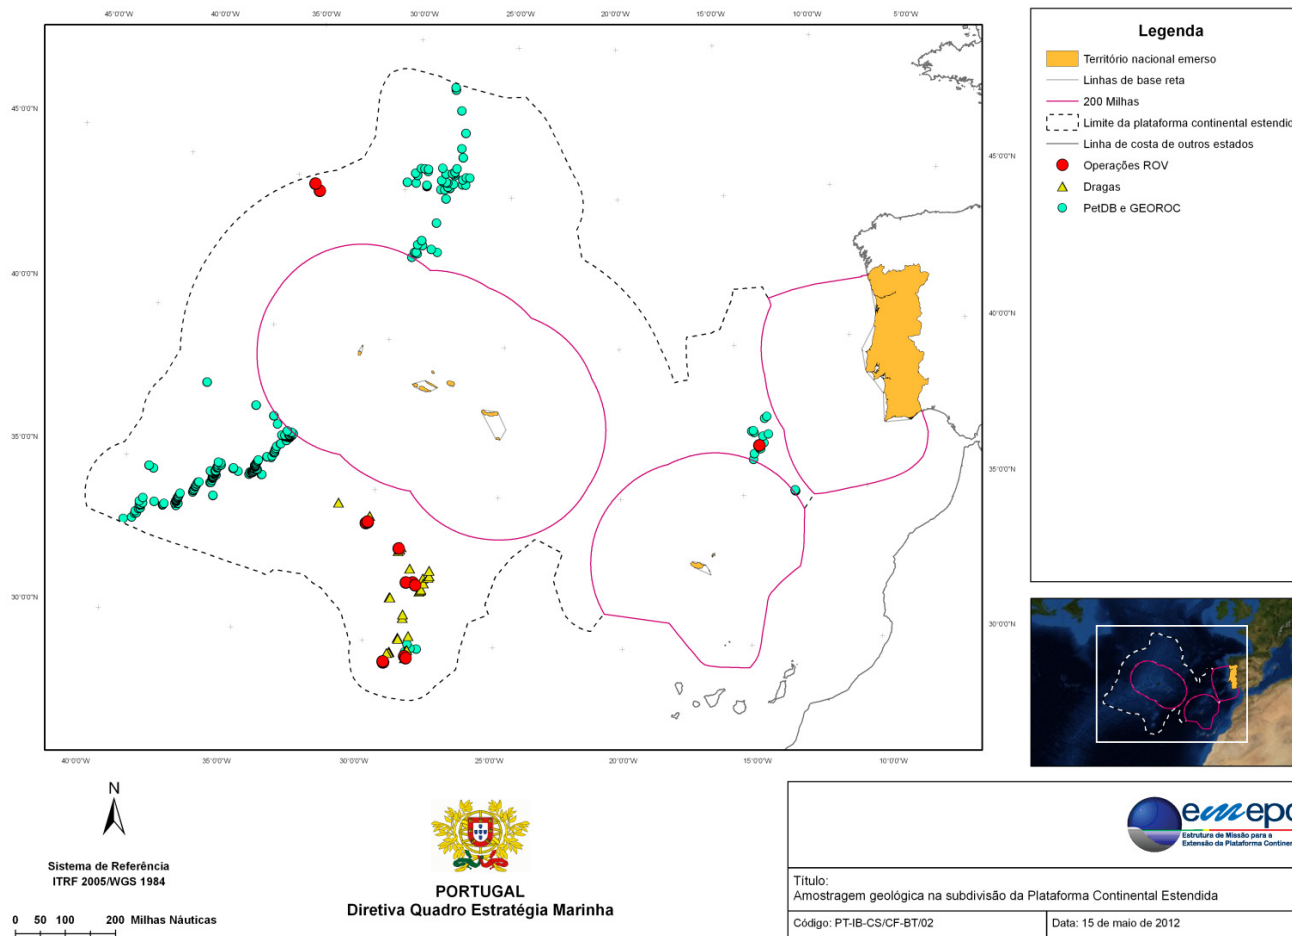 45°0'0"W 40°0'0"W 35°0'0"W 30°0'0"W 25°0'0"W 20°0'0"W 15°0'0"W 10°0'0"W 5°0'0"W
45°0'0"N
40°0'0"N
35°0'0"N
30°0'0"N
45°0'0"N
40°0'0"N
35°0'0"N
30°0'0"N
40°0'0"W 35°0'0"W 30°0'0"W 25°0'0"W 20°0'0"W 15°0'0"W 10°0'0"W
Legenda
Território nacional emerso
Linhas de base reta
200 Milhas
Limite da plataforma continental estendid
Linha de costa de outros estados
Operações ROV
Dragas
PetDB e GEOROC
N
Sistema de Referência
ITRF 2005/WGS 1984
0 50 100 200 Milhas Náuticas
PORTUGAL
Diretiva Quadro Estratégia Marinha
emepc
Estrutura de Missão para a
Extensão da Plataforma Continen
Título:
Amostragem geológica na subdivisão da Plataforma Continental Estendida
Código: PT-IB-CS/CF-BT/02
Data: 15 de maio de 2012